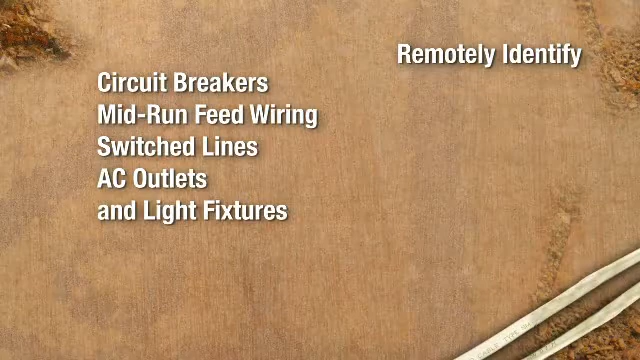 Remotely Identify
Circuit Breakers
Mid-Run Feed Wiring
Switched Lines
AC Outlets
and Light Fixtures